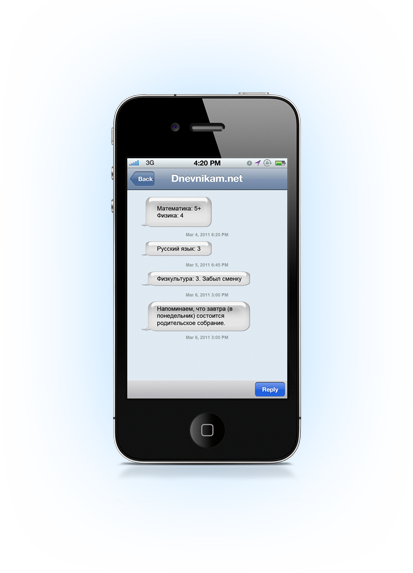 3G 4:20 PM
Back Dnevnikam.net
Математика: 5+
Физика: 4
Mar 4, 2011 8:20 PM
Русский язык: 3
Mar 5, 2011 6:45 PM
Физкультура: 3. Забыл сменку
Mar 6, 2011 3:00 PM
Напоминаем, что завтра (в
понедельник) состоится
родительское собрание.
Mar 6, 2011 3:00 PM
Reply